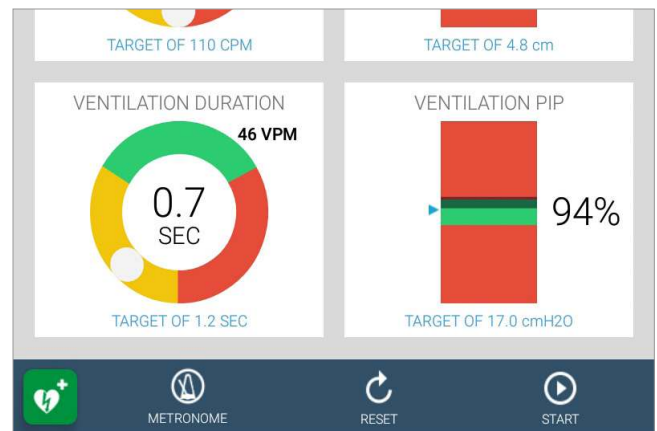 TARGET OF 110 CPM
TARGET OF 4.8 cm
VENTILATION DURATION
46 VPM
0.7
SEC
TARGET OF 1.2 SEC
VENTILATION PIP
94%
TARGET OF 17.0 cmH2O
METRONOME
RESET
START